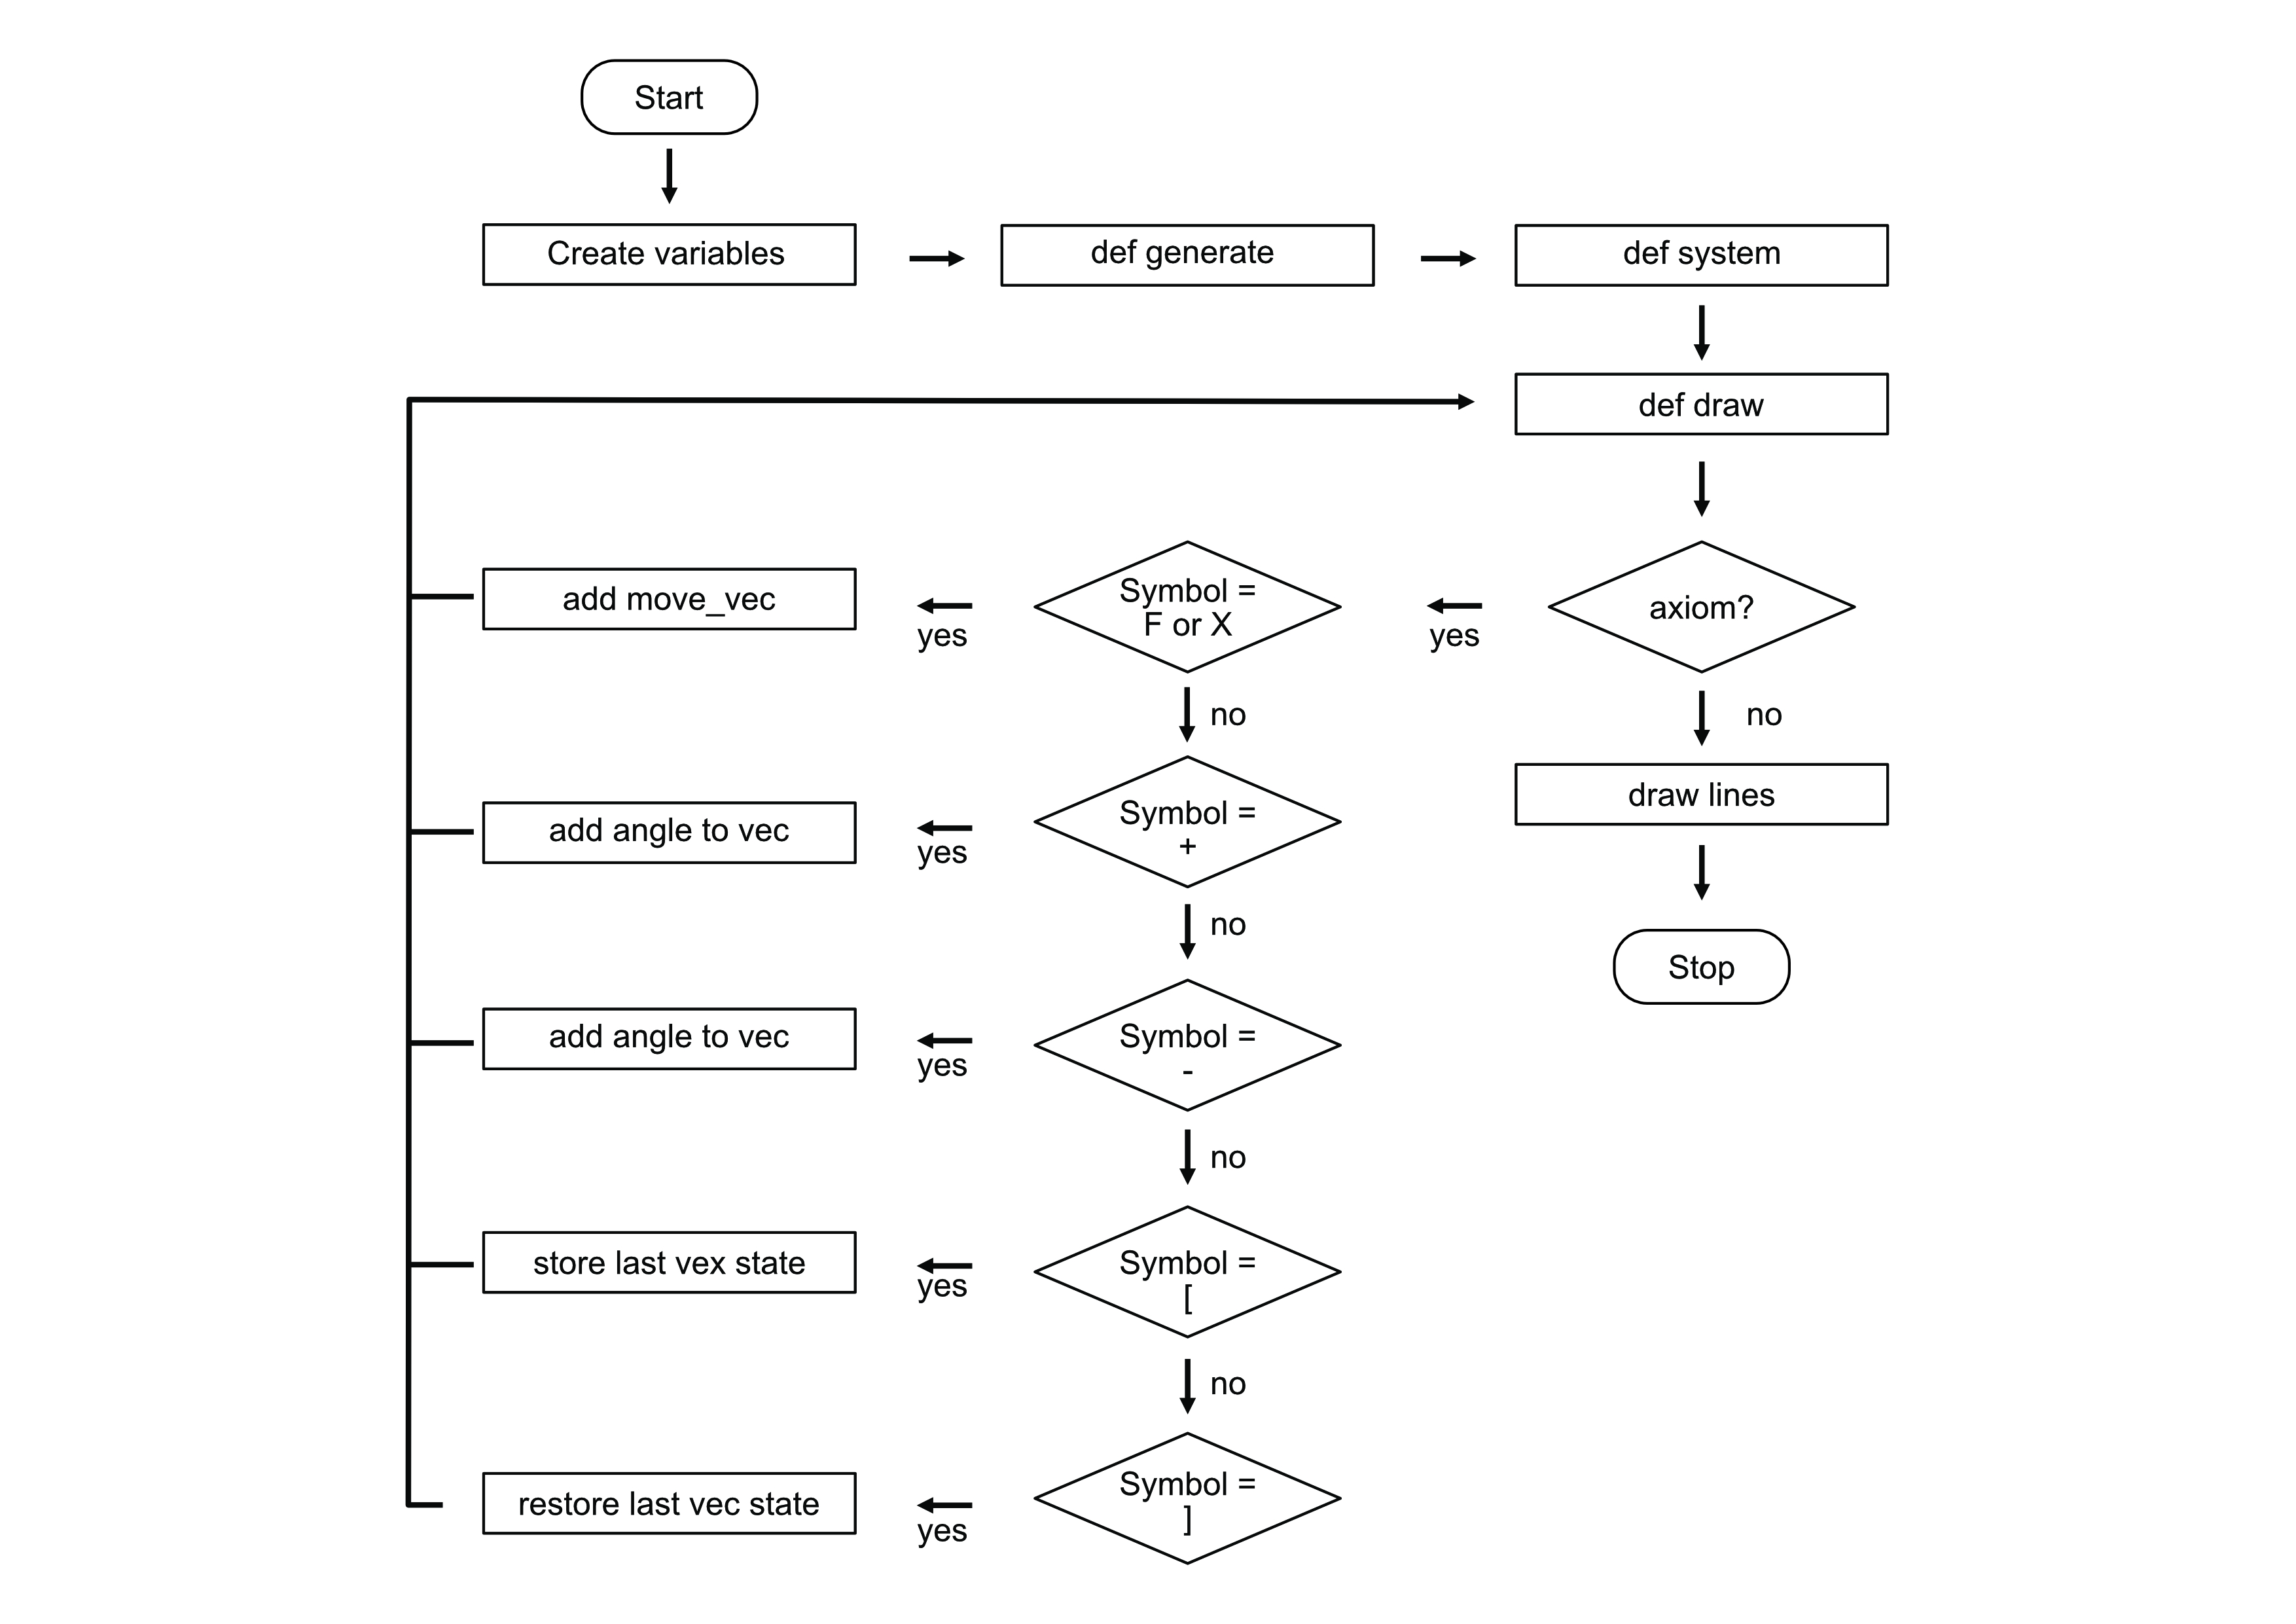 Start
Create variables
def generate
def system
def draw
add move_vec
yes
Symbol =
F or X
yes
axiom?
no
no
draw lines
add angle to vec
yes
Symbol =
+
no
Stop
add angle to vec
yes
Symbol =
-
no
store last vex state
yes
Symbol =
[
no
restore last vec state
yes
Symbol =
]